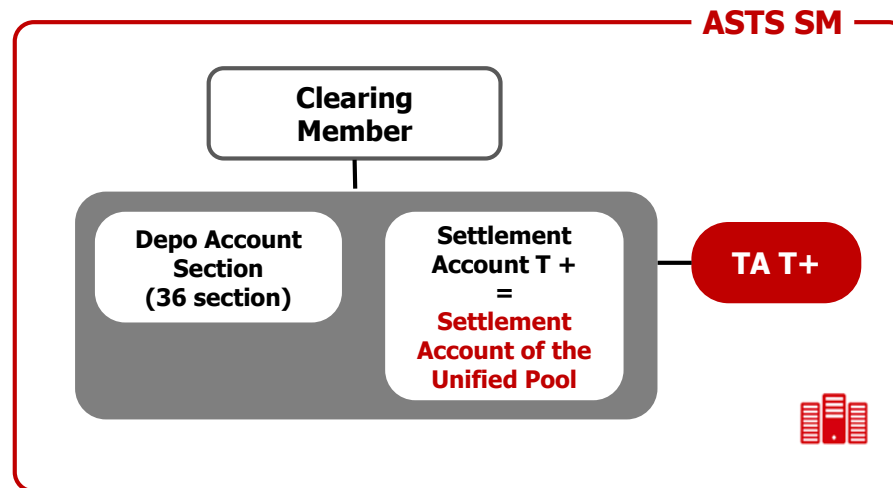 ASTS SM
Clearing
Member
Depo Account
Section
(36 section)
Settlement
Account T +
=
Settlement
Account of the
Unified Pool
TA T+